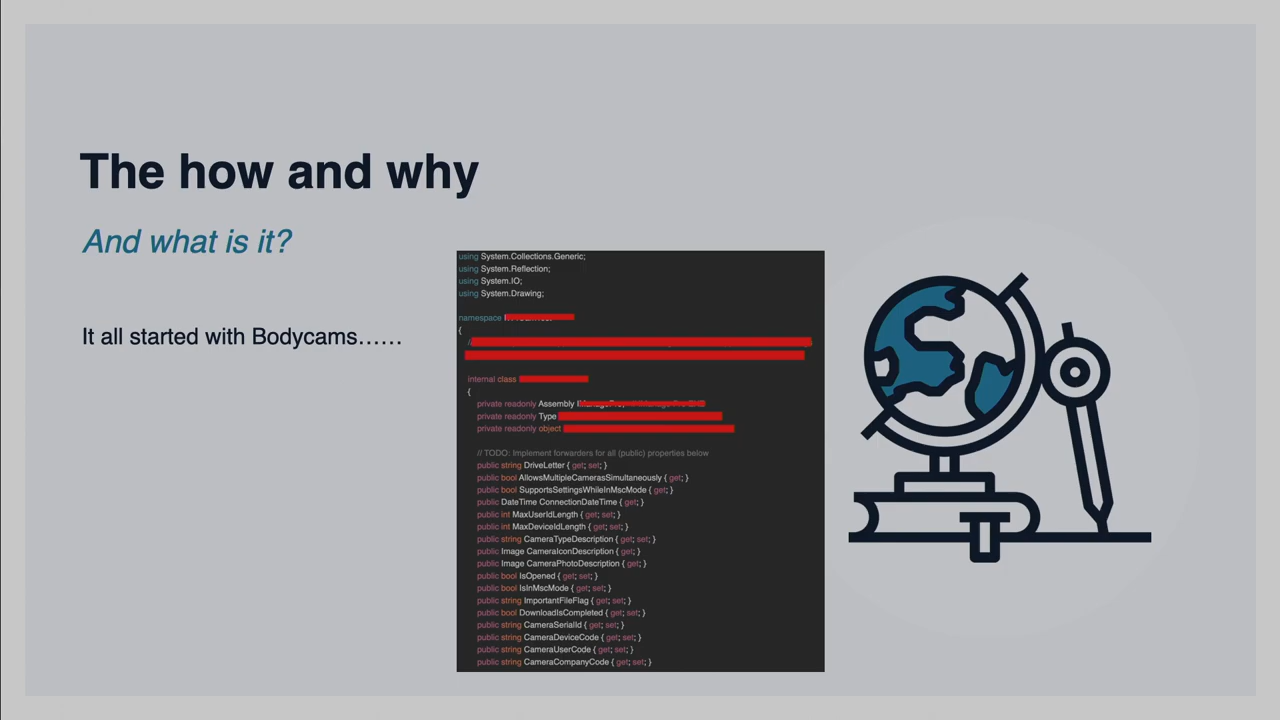 The how and why
And what is it?
It all started with Bodycams......
using System.Collections.Generic;
using System.Reflection;
using System.IO;
using System.Drawing;
namespace
{
//
internal class
{
private readonly Assembly
private readonly Type
private readonly object
// TODO: Implement forwarders for all (public) properties below
public string DriveLetter { get; set; }
public bool AllowsMultipleCamerasSimultaneously { get; }
public bool SupportsSettingsWhileInMscMode { get; }
public DateTime ConnectionDateTime { get; }
public int MaxUserIdLength { get; set; }
public int MaxDeviceIdLength { get; set; }
public string CameraTypeDescription { get; set; }
public Image CameraIconDescription { get; }
public Image CameraPhotoDescription { get; }
public bool IsOpened { get; set; }
public bool IsInMscMode { get; set; }
public string ImportantFileFlag { get; set; }
public bool DownloadIsCompleted { get; set; }
public string CameraSerialId { get; set; }
public string CameraDeviceCode { get; set; }
public string CameraUserCode { get; set; }
public string CameraCompanyCode { get; set; }